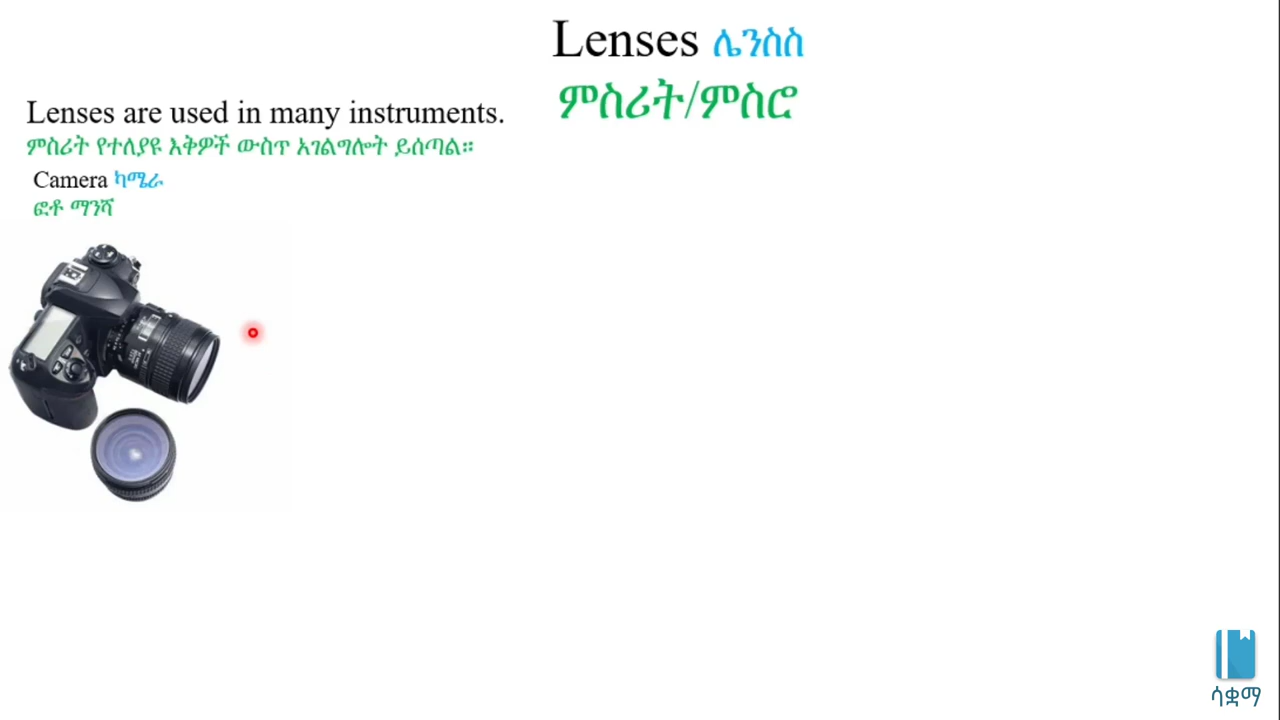 Lenses ሌንስስ
ምስሪት/ምስሮ
Lenses are used in many instruments.
ምስሪት የተለያዩ እቅዎች ውስጥ አገልግሎት ይሰጣል።
Camera ካሜራ
ፎቶ ማንሻ
ሳቋማ